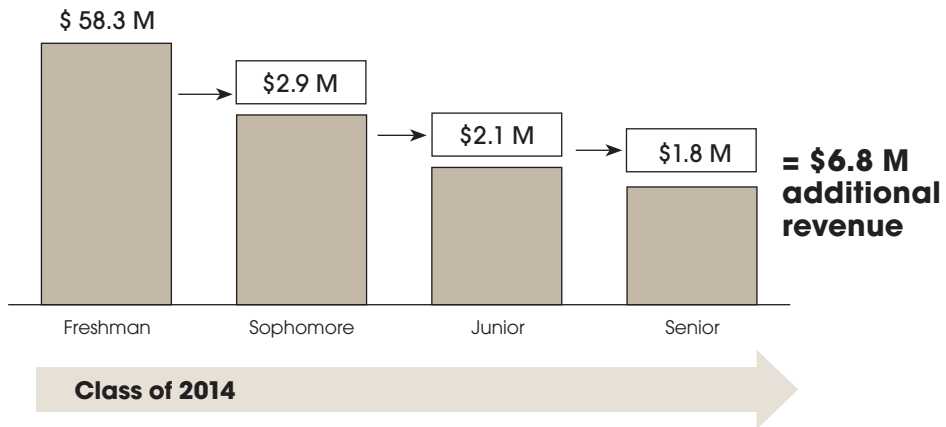 $ 58.3 M
$2.9 M
$2.1 M
$1.8 M
= $6.8 M
additional
revenue
Freshman
Sophomore
Junior
Senior
Class of 2014